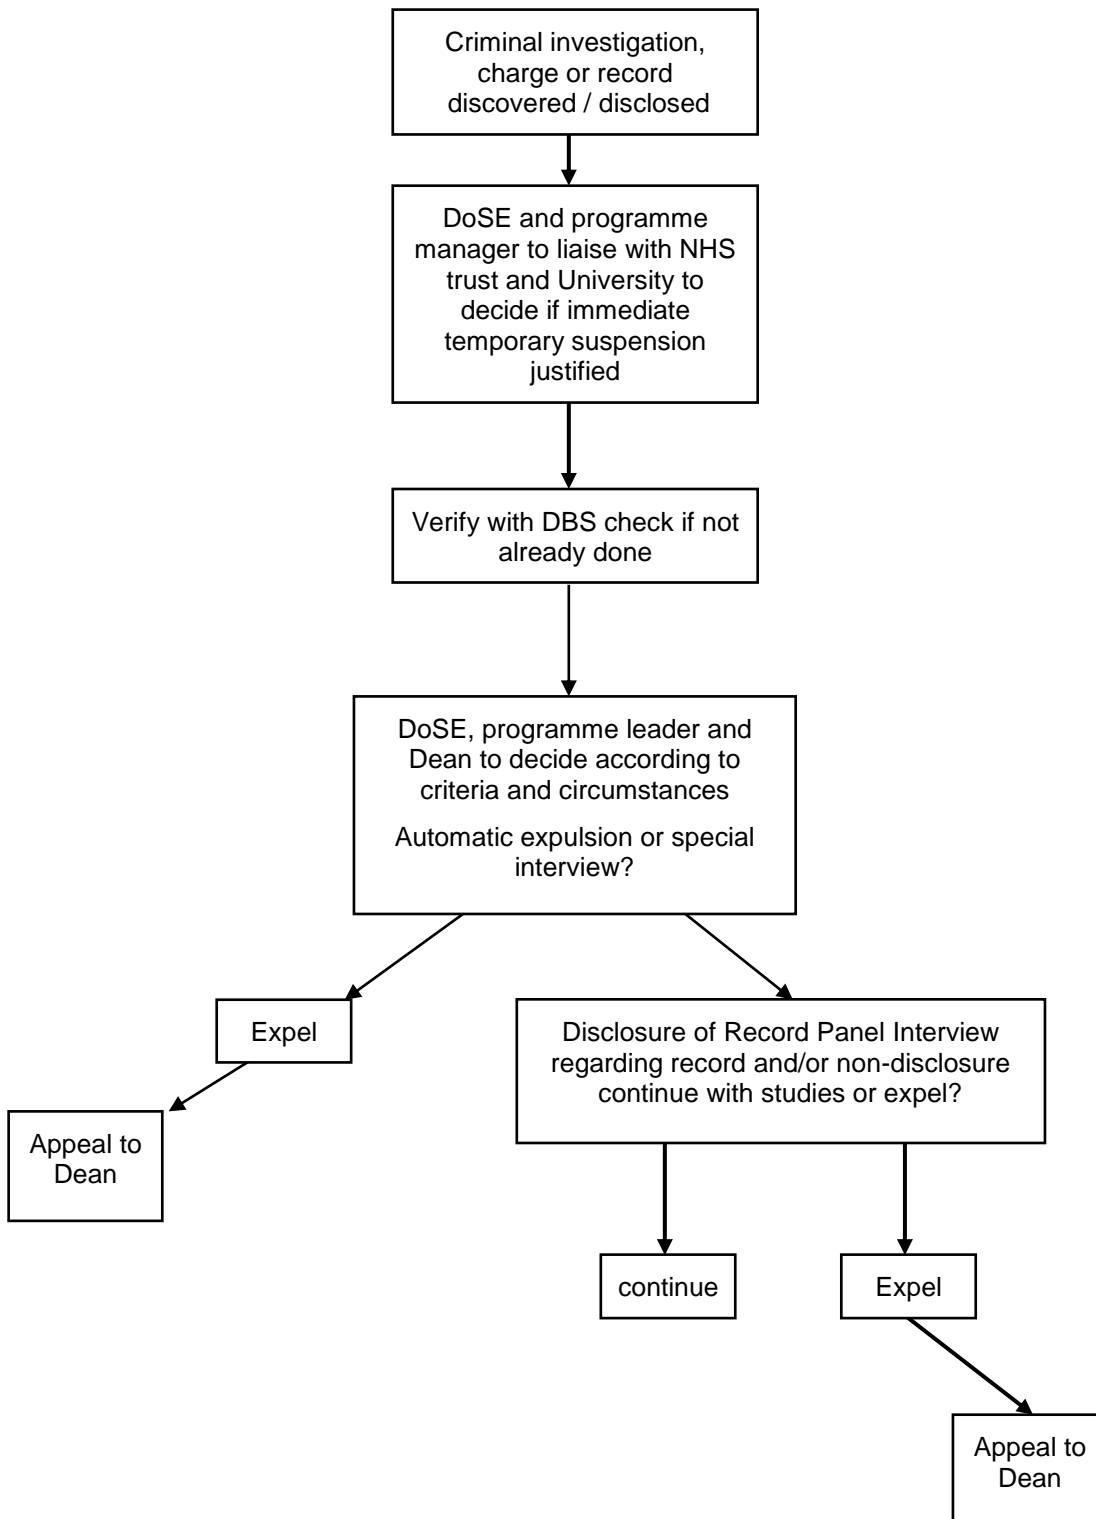 Criminal investigation,
charge or record
discovered / disclosed
DoSE and programme
manager to liaise with NHS
trust and University to
decide if immediate
temporary suspension
justified
Verify with DBS check if not
already done
DoSE, programme leader and
Dean to decide according to
criteria and circumstances
Automatic expulsion or special
interview?
Expel
Disclosure of Record Panel Interview
regarding record and/or non-disclosure
continue with studies or expel?
Appeal to
Dean
continue
Expel
Appeal to
Dean